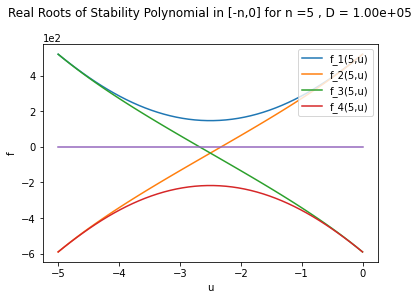 Real Roots of Stability Polynomial in [-n,0] for n =5 , D = 1.00e+05
1e2
f_1(5,u)
f_2(5,u)
f_3(5,u)
f_4(5,u)
4
2
0
−2
−4
−6
f
−5 −4 −3 −2 −1 0
u